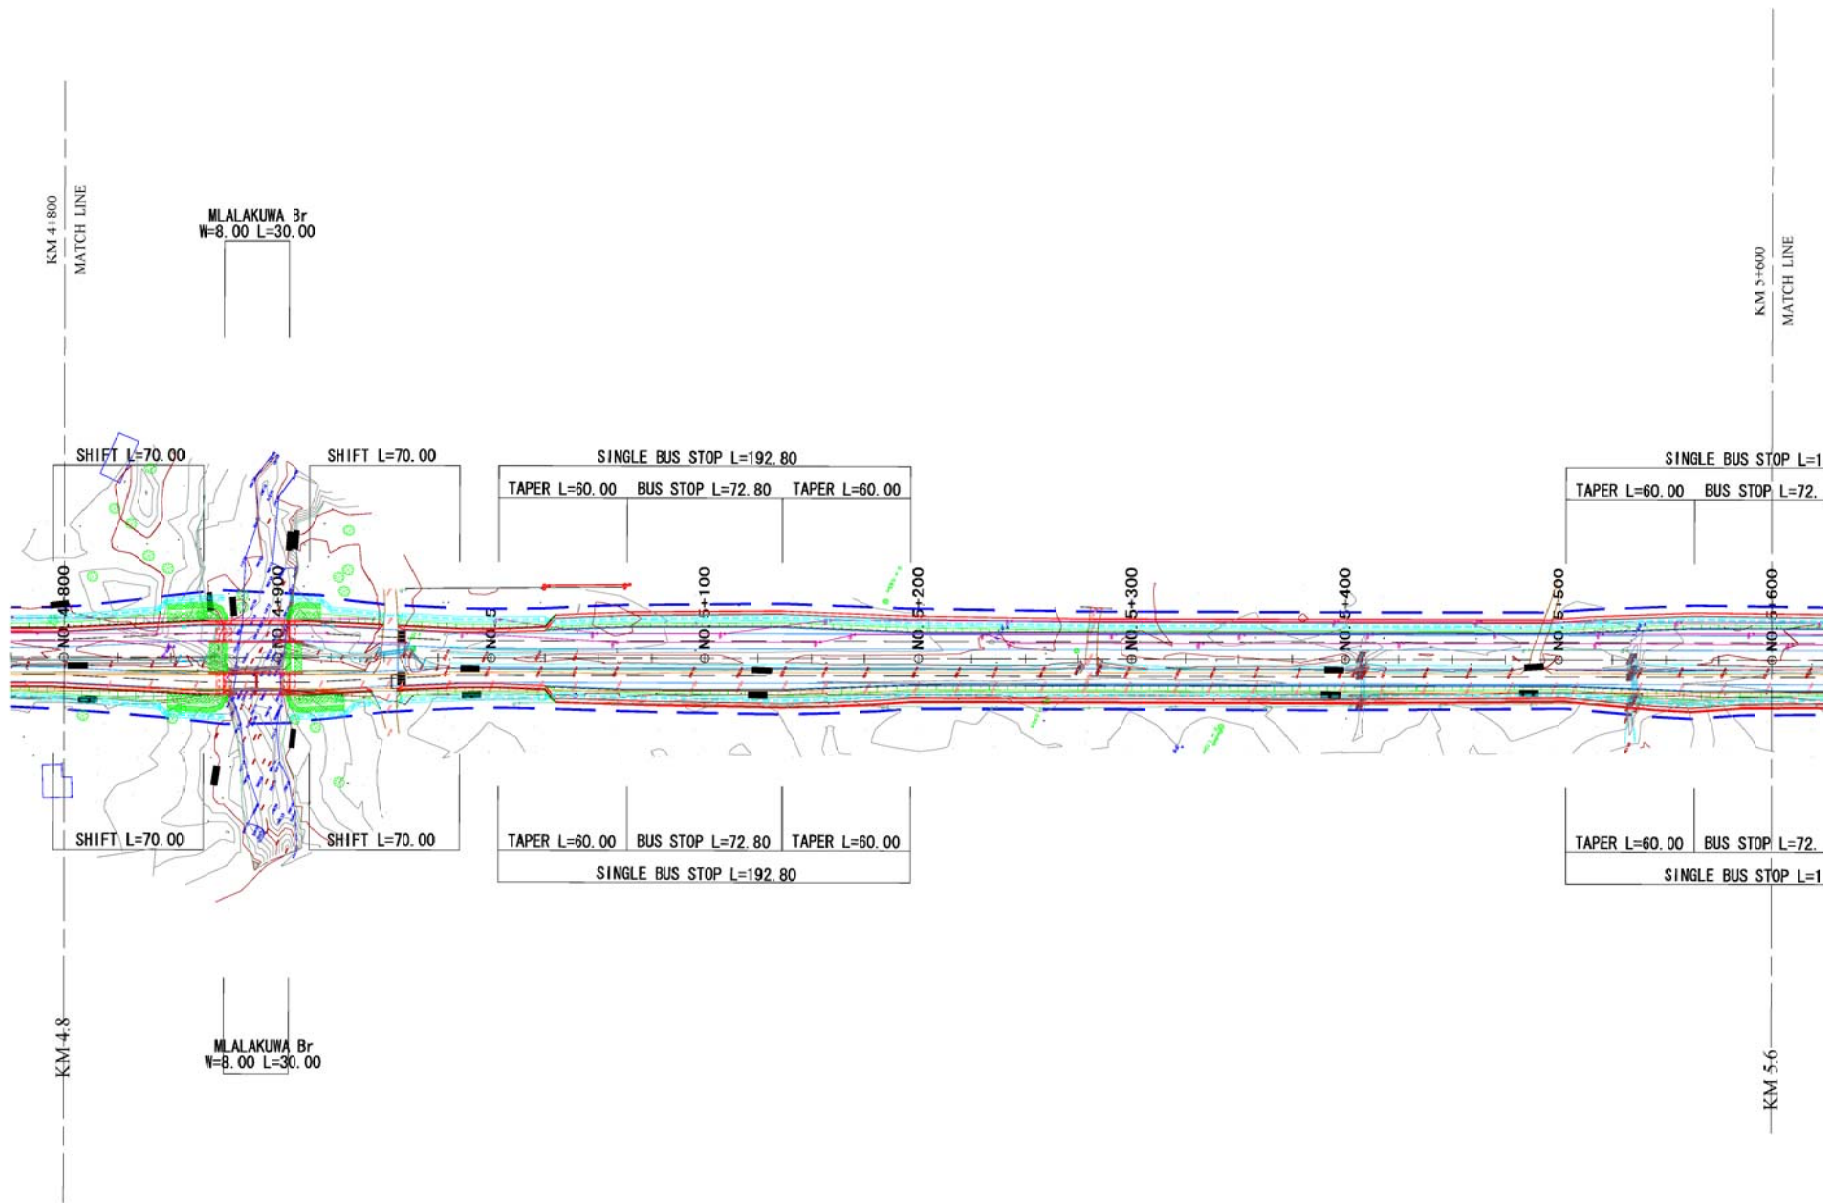 KM 4+800
MATCH LINE
KM 5+600
MATCH LINE
MLALAKUWA Br
W=8.00 L=30.00
SHIFT L=70.00
SHIFT L=70.00
SINGLE BUS STOP L=192.80
TAPER L=60.00
BUS STOP L=72.80
TAPER L=60.00
SINGLE BUS STOP L=1
TAPER L=60.00
BUS STOP L=72.
NO.4+800
NO.4+900
NO.5
NO.5+100
NO.5+200
NO.5+300
NO.5+400
NO.5+500
NO.5+600
SHIFT L=70.00
SHIFT L=70.00
TAPER L=60.00
BUS STOP L=72.80
TAPER L=60.00
SINGLE BUS STOP L=192.80
TAPER L=60.00
BUS STOP L=72.
SINGLE BUS STOP L=1
KM 4.8
MLALAKUWA Br
W=8.00 L=30.00
KM 5.6